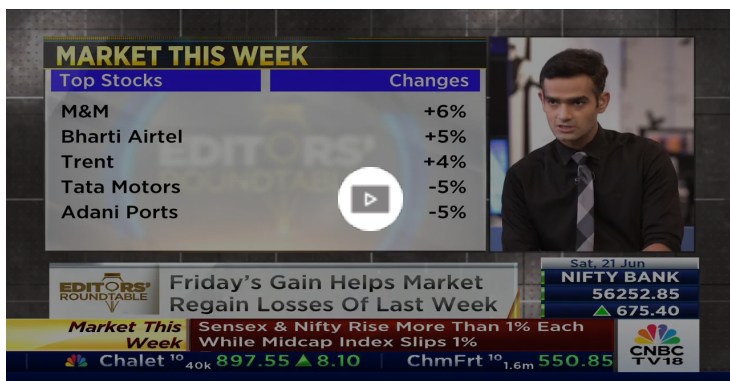 MARKET THIS WEEK
Top Stocks Changes
M&M +6%
Bharti Airtel +5%
Trent +4%
Tata Motors -5%
Adani Ports -5%
EDITORS'
ROUNDTABLE
Sat, 21 Jun
NIFTY BANK
56252.85
▲ 675.40
EDITORS'
ROUNDTABLE
Friday's Gain Helps Market
Regain Losses Of Last Week
Market This
Week
Sensex & Nifty Rise More Than 1% Each
While Midcap Index Slips 1%
Chalet 10 40k 897.55 ▲ 8.10 ChmFrt 10 1.6m 550.85
CNBC
TV18